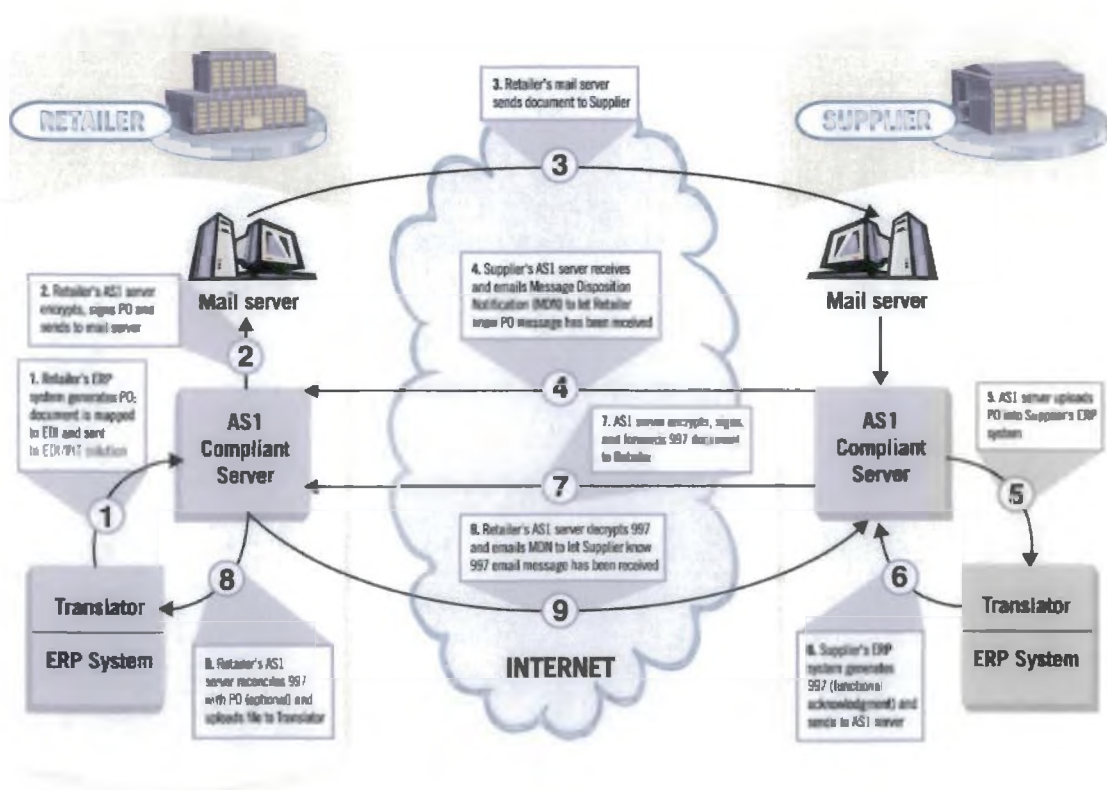 RETAILER
SUPPLIER
3. Retailer's mail server
sends document to Supplier
3
Mail server
Mail server
2. Retailer's AS1 server
encrypts, signs PO and
sends to mail server
2
4. Supplier's AS1 server receives
and emails Message Disposition
Notification (MDN) to let Retailer
know PO message has been received
4
1. Retailer's ERP
system generates PO;
document is mapped
to EDI and sent
to EDIINT solution
1
AS1
Compliant
Server
AS1
Compliant
Server
5. AS1 server uploads
PO into Supplier's ERP
system
5
7. AS1 server encrypts, signs,
and forwards 997 document
to Retailer
7
8. Retailer's AS1 server decrypts 997
and emails MDN to let Supplier know
997 email message has been received
9
8
6
Translator
ERP System
Translator
ERP System
Retailer's AS1
server reconciles 997
with PO (optional) and
uploads file to Translator
INTERNET
6. Supplier's ERP
system generates
997 (functional
acknowledgment) and
sends to AS1 server